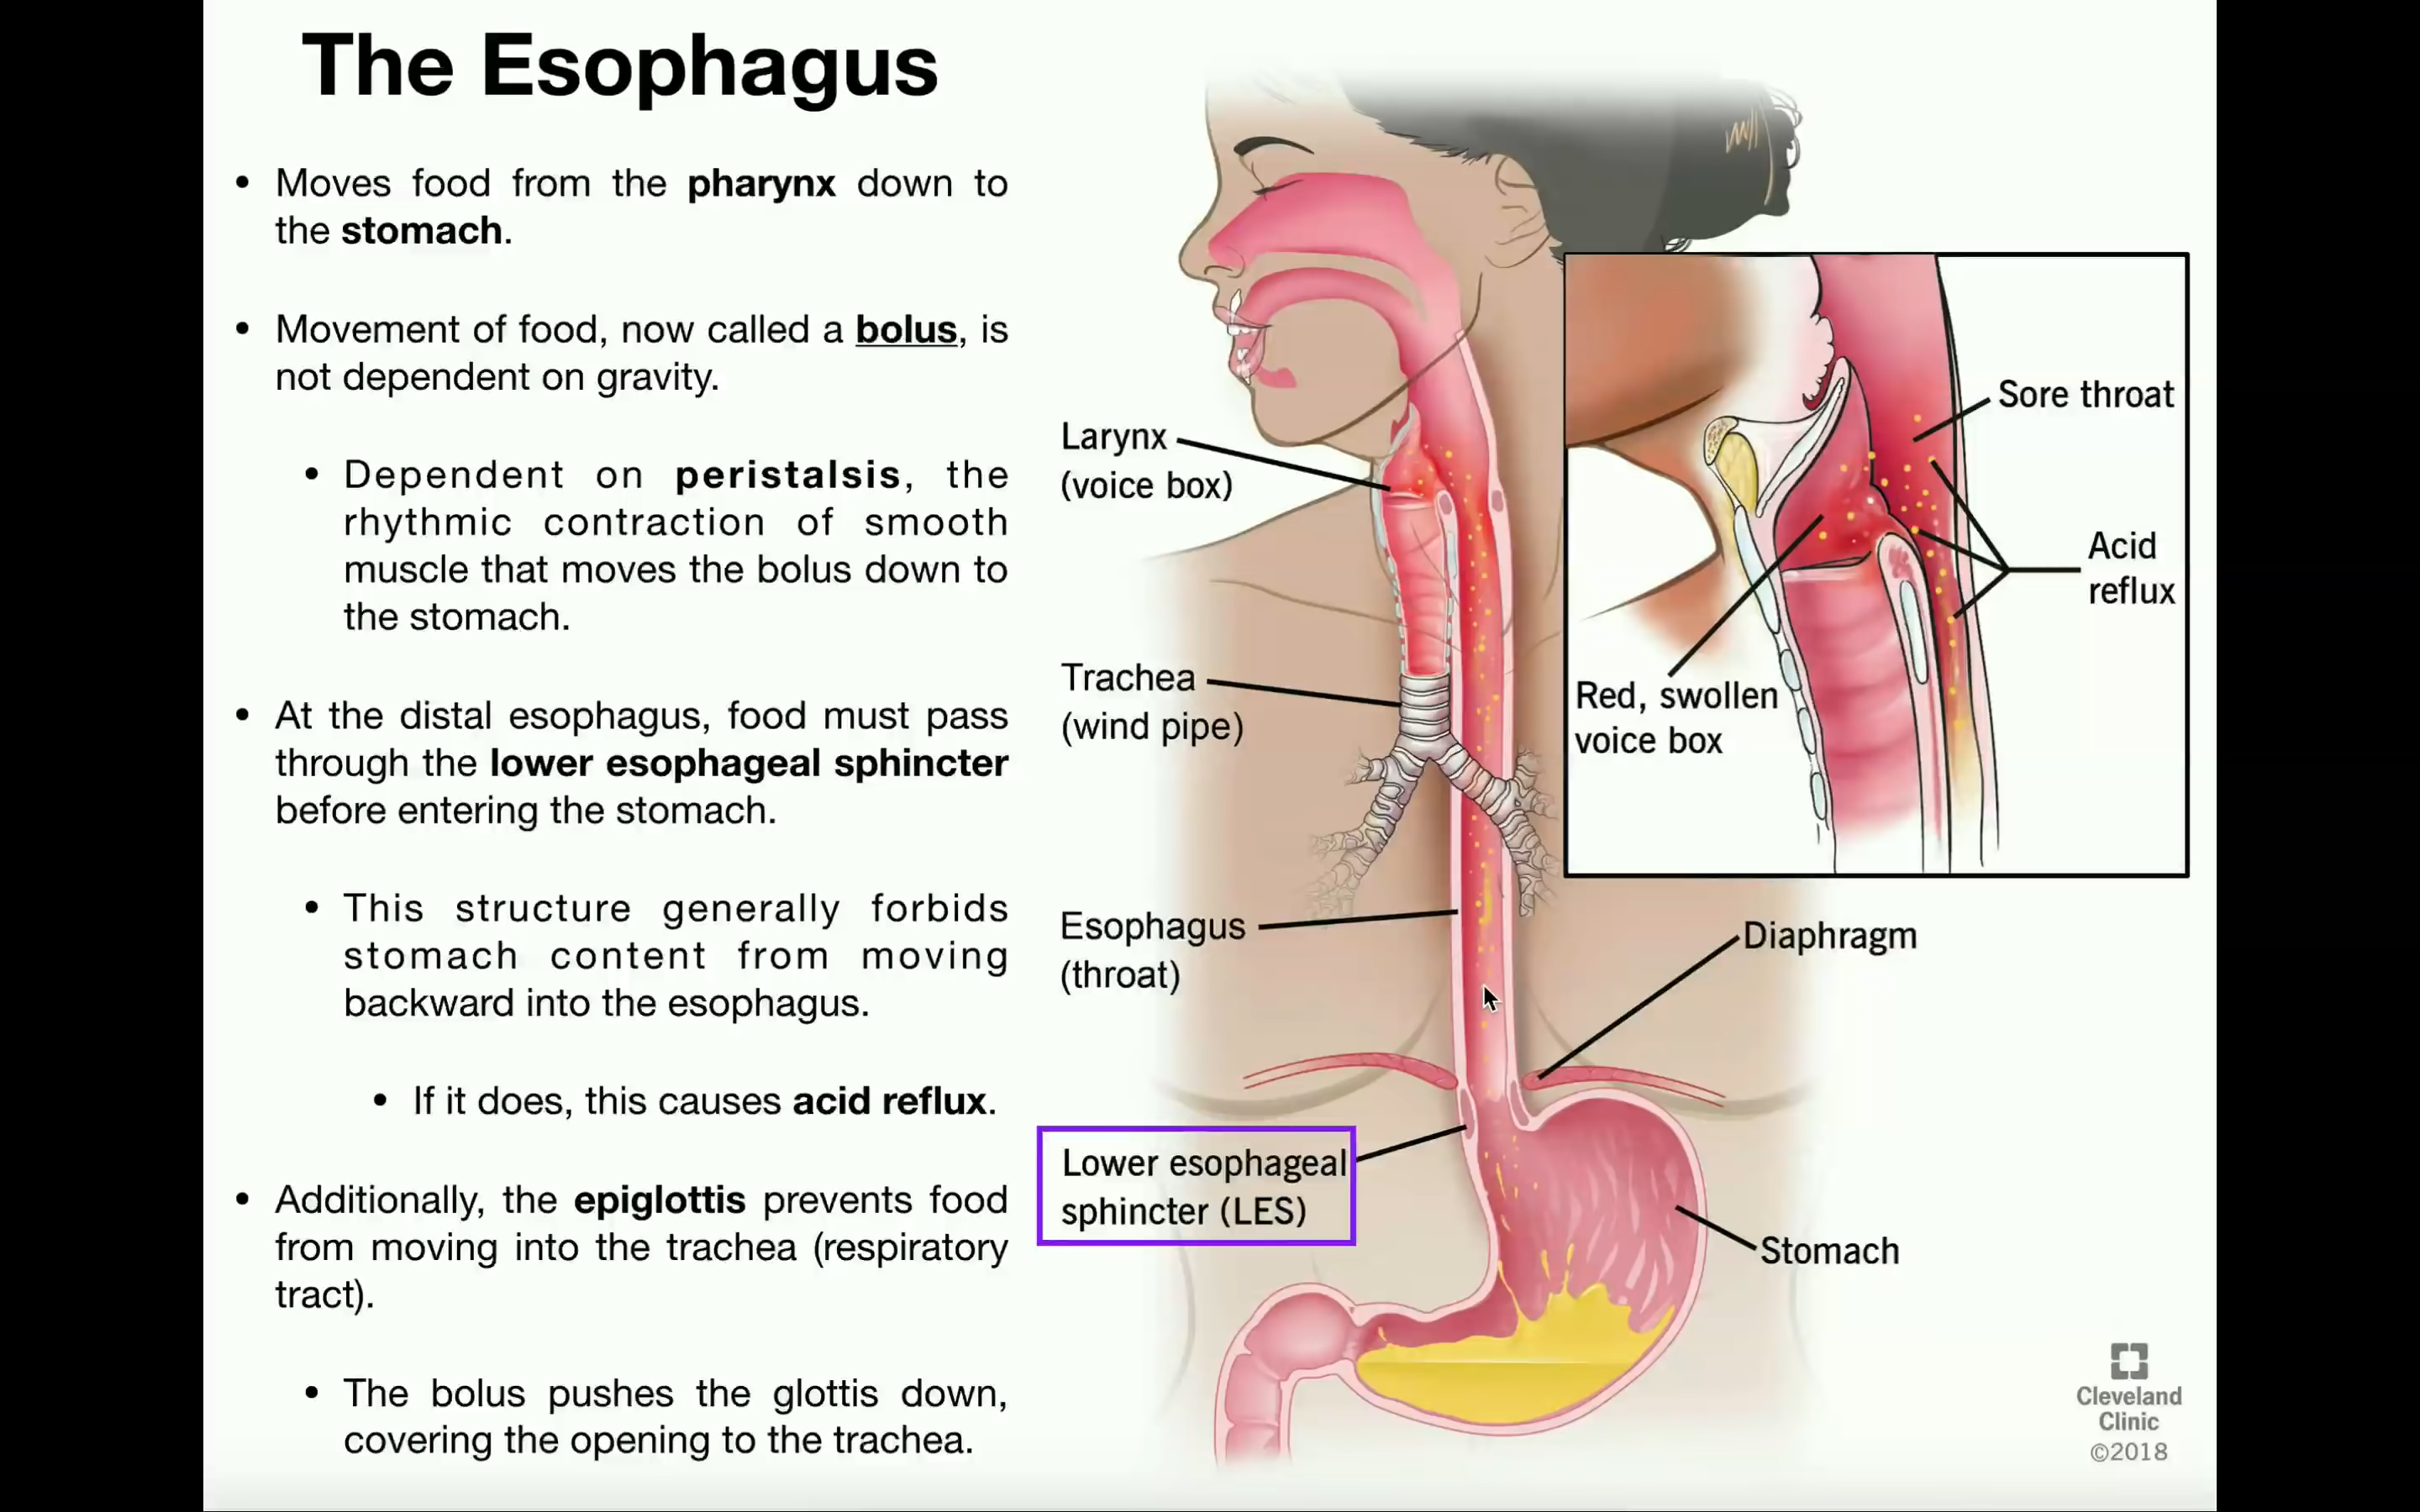 The Esophagus
• Moves food from the pharynx down to
the stomach.
• Movement of food, now called a bolus, is
not dependent on gravity.
• Dependent on peristalsis, the
rhythmic contraction of smooth
muscle that moves the bolus down to
the stomach.
• At the distal esophagus, food must pass
through the lower esophageal sphincter
before entering the stomach.
• This structure generally forbids
stomach content from moving
backward into the esophagus.
• If it does, this causes acid reflux.
• Additionally, the epiglottis prevents food
from moving into the trachea (respiratory
tract).
• The bolus pushes the glottis down,
covering the opening to the trachea.
Larynx
(voice box)
Trachea
(wind pipe)
Esophagus
(throat)
Lower esophageal
sphincter (LES)
Sore throat
Acid
reflux
Red, swollen
voice box
Diaphragm
Stomach
Cleveland
Clinic
©2018